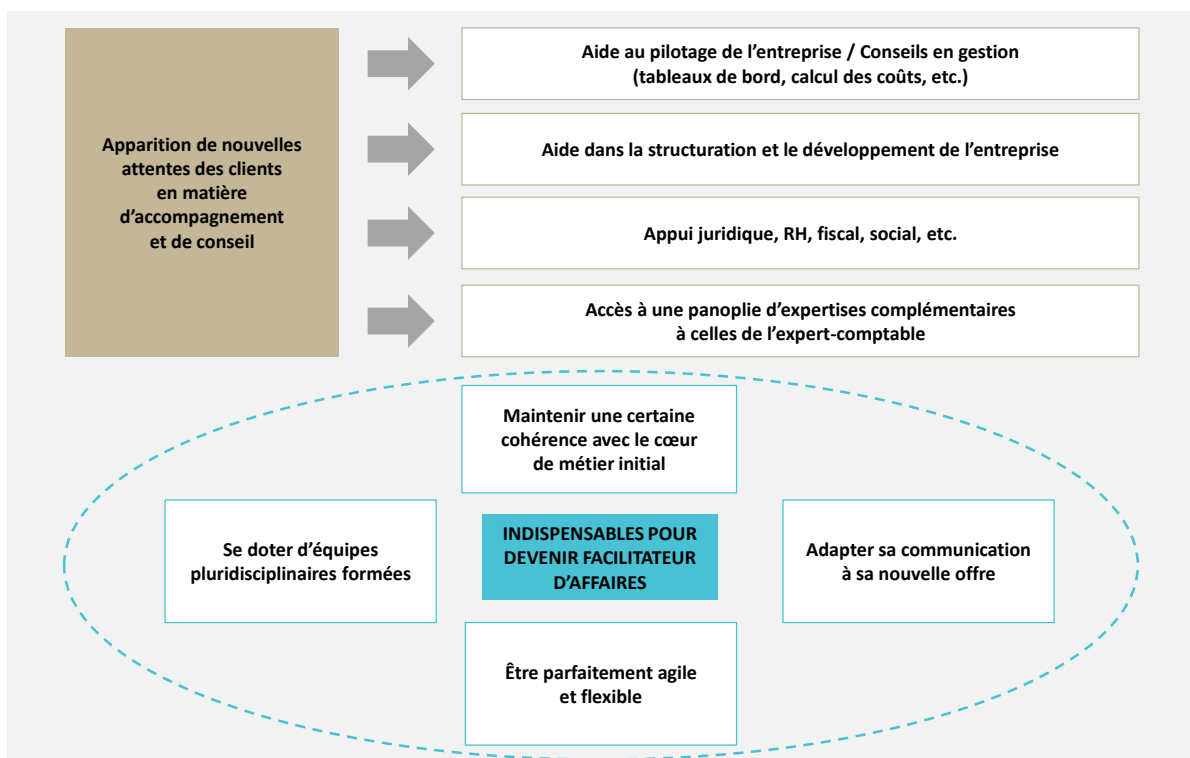 Apparition de nouvelles
attentes des clients
en matière
d’accompagnement
et de conseil
Aide au pilotage de l’entreprise / Conseils en gestion
(tableaux de bord, calcul des coûts, etc.)
Aide dans la structuration et le développement de l’entreprise
Appui juridique, RH, fiscal, social, etc.
Accès à une panoplie d’expertises complémentaires
à celles de l’expert-comptable
Maintenir une certaine
cohérence avec le cœur
de métier initial
Se doter d’équipes
pluridisciplinaires formées
INDISPENSABLES POUR
DEVENIR FACILITATEUR
D’AFFAIRES
Adapter sa communication
à sa nouvelle offre
Être parfaitement agile
et flexible